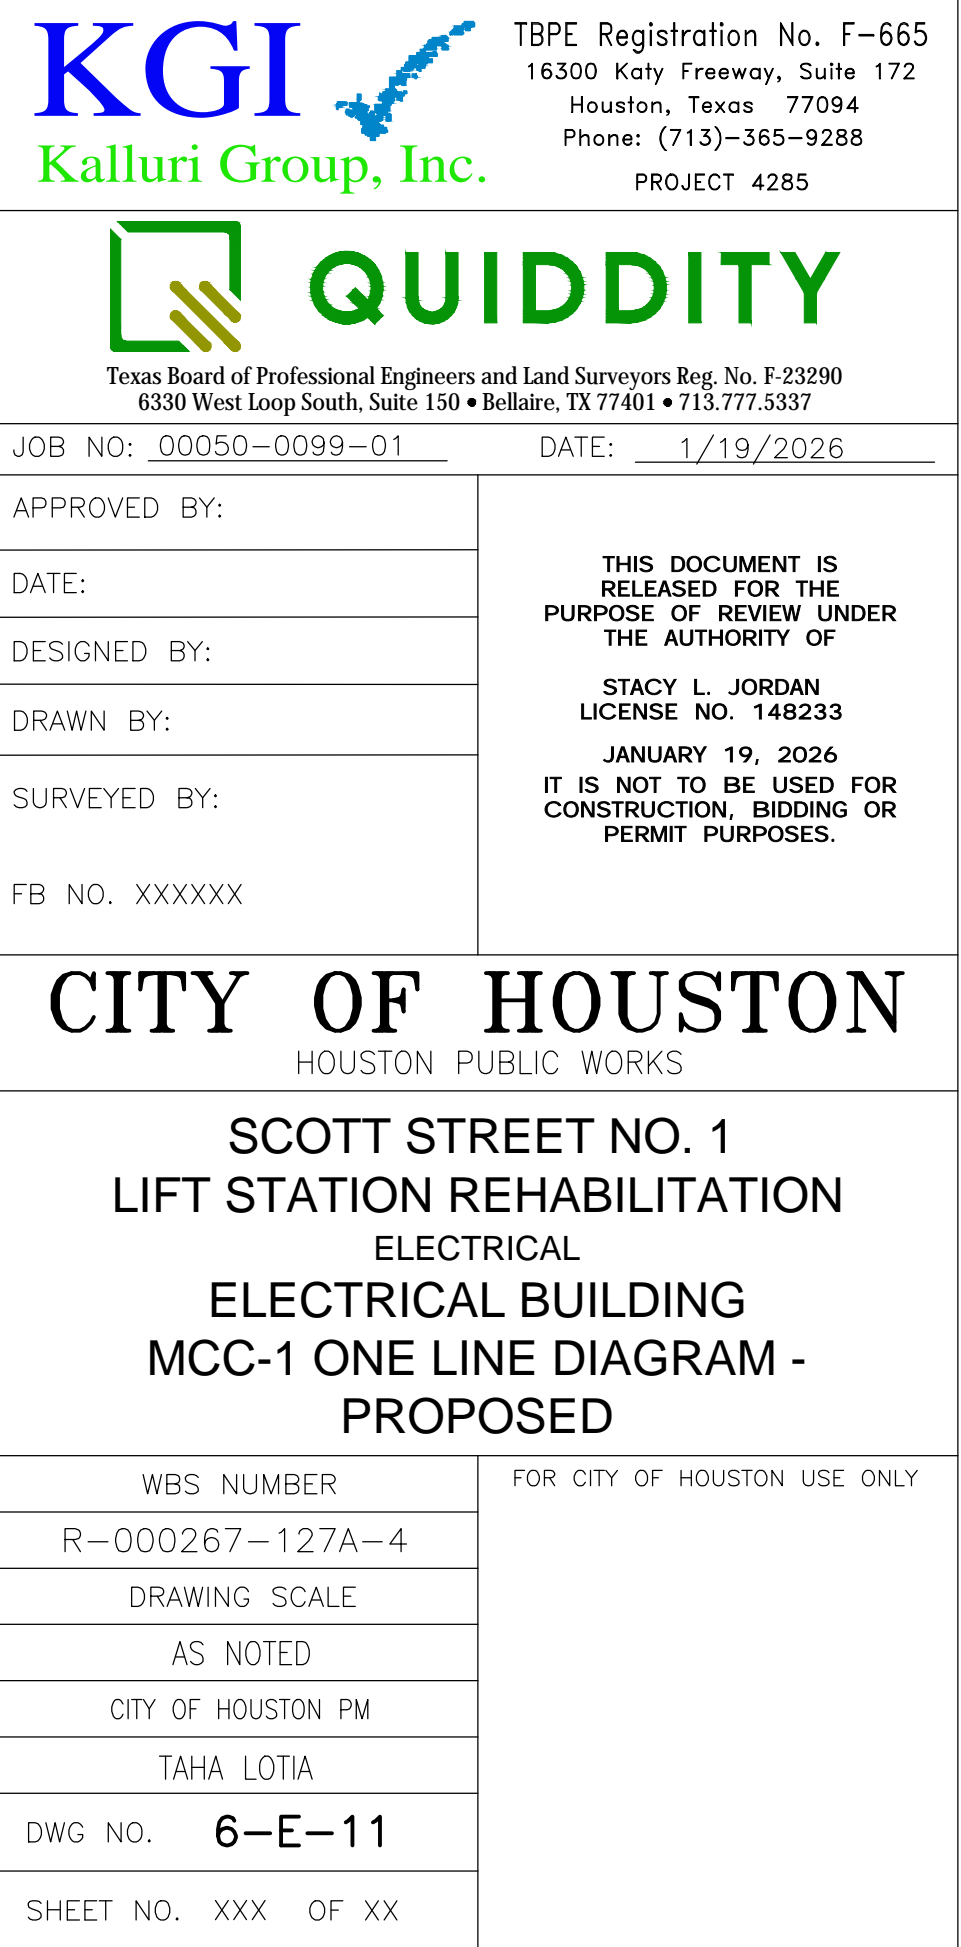 KGI
Kalluri Group, Inc.
TBPE Registration No. F-665
16300 Katy Freeway, Suite 172
Houston, Texas 77094
Phone: (713)-365-9288
PROJECT 4285
QUIDDITY
Texas Board of Professional Engineers and Land Surveyors Reg. No. F-23290
6330 West Loop South, Suite 150 • Bellaire, TX 77401 • 713.777.5337
JOB NO: 00050-0099-01 DATE: 1/19/2026
APPROVED BY:
DATE:
DESIGNED BY:
DRAWN BY:
SURVEYED BY:
FB NO. XXXXXX
THIS DOCUMENT IS
RELEASED FOR THE
PURPOSE OF REVIEW UNDER
THE AUTHORITY OF
STACY L. JORDAN
LICENSE NO. 148233
JANUARY 19, 2026
IT IS NOT TO BE USED FOR
CONSTRUCTION, BIDDING OR
PERMIT PURPOSES.
CITY OF HOUSTON
HOUSTON PUBLIC WORKS
SCOTT STREET NO. 1
LIFT STATION REHABILITATION
ELECTRICAL
ELECTRICAL BUILDING
MCC-1 ONE LINE DIAGRAM -
PROPOSED
WBS NUMBER
R-000267-127A-4
DRAWING SCALE
AS NOTED
CITY OF HOUSTON PM
TAHA LOTIA
DWG NO. 6-E-11
SHEET NO. XXX OF XX
FOR CITY OF HOUSTON USE ONLY